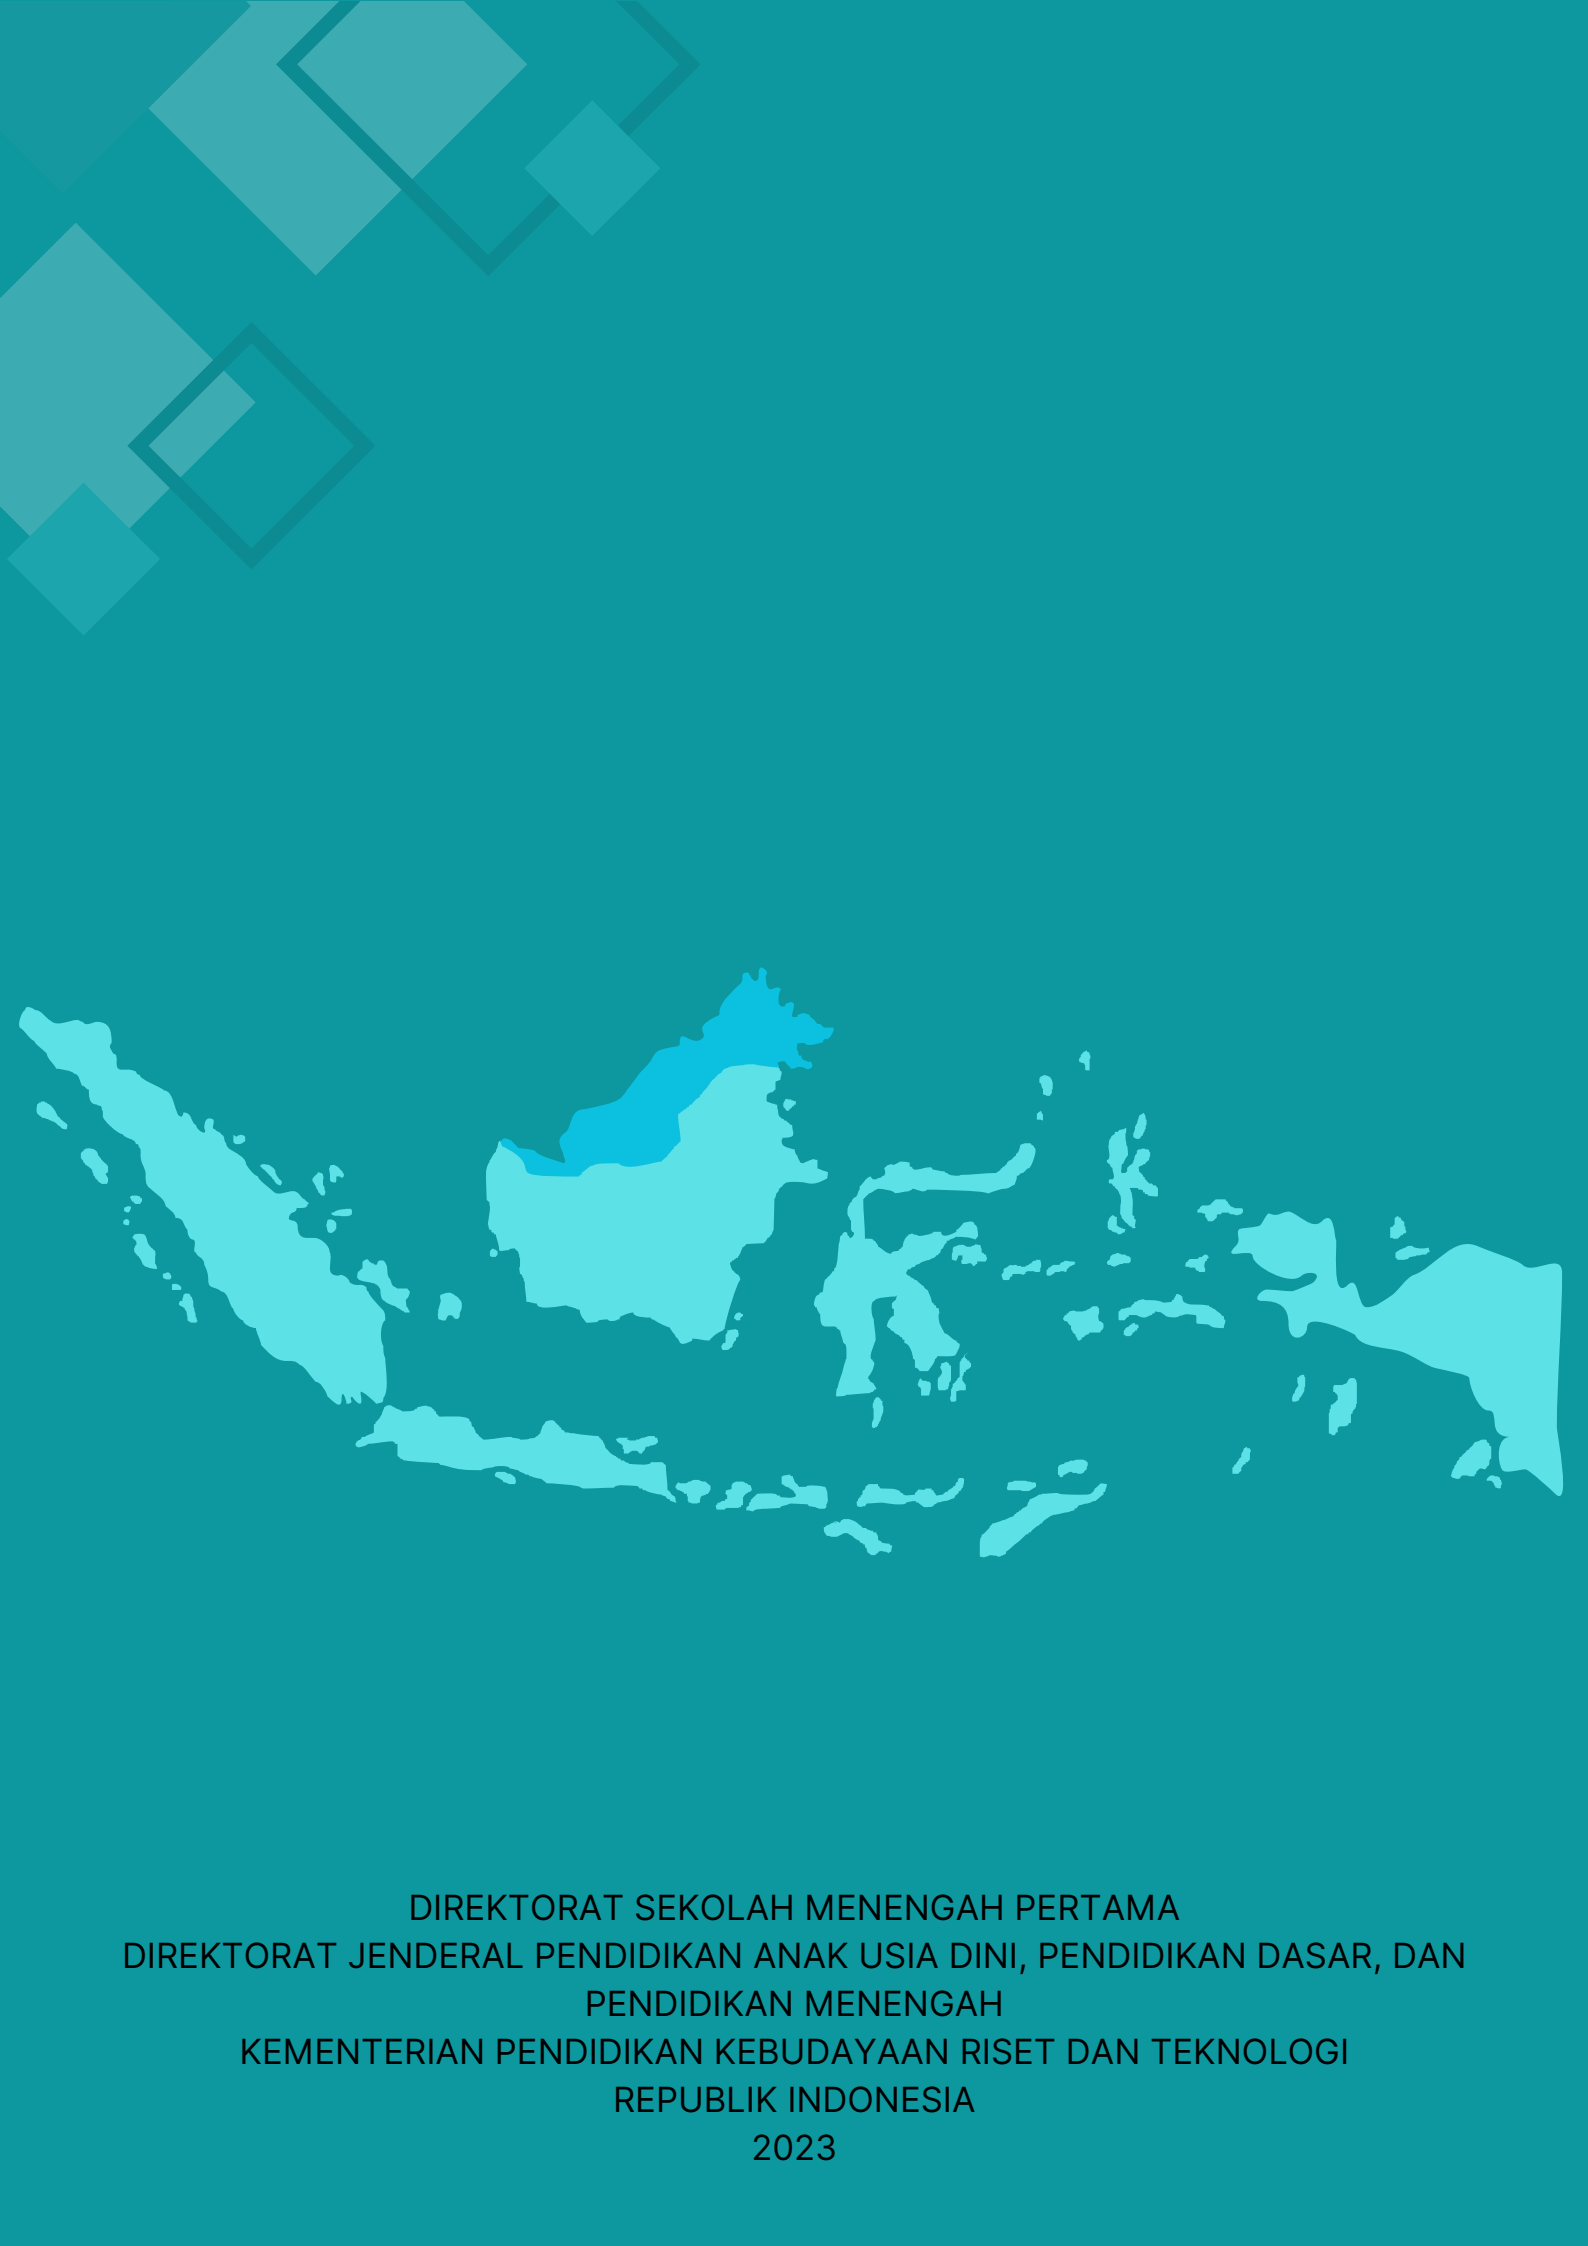 DIREKTORAT SEKOLAH MENENGAH PERTAMA
DIREKTORAT JENDERAL PENDIDIKAN ANAK USIA DINI, PENDIDIKAN DASAR, DAN
PENDIDIKAN MENENGAH
KEMENTERIAN PENDIDIKAN KEBUDAYAAN RISET DAN TEKNOLOGI
REPUBLIK INDONESIA
2023